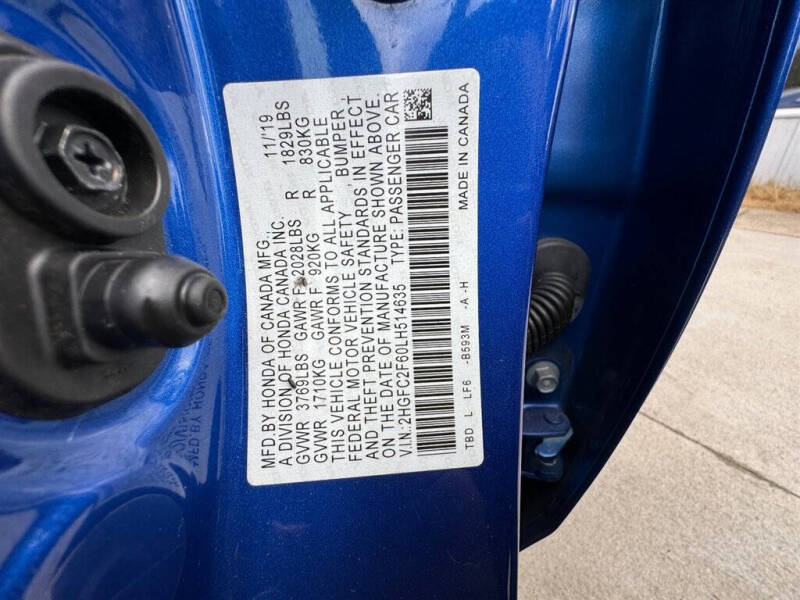 MFD.BY HONDA OF CANADA MFG., 11/19
A DIVISION OF HONDA CANADA INC.
GVWR 3769LBS GAWR F 2028LBS R 1829LBS
GVWR 1710KG GAWR F 920KG R 830KG
THIS VEHICLE CONFORMS TO ALL APPLICABLE
FEDERAL MOTOR VEHICLE SAFETY , BUMPER ,
AND THEFT PREVENTION STANDARDS IN EFFECT
ON THE DATE OF MANUFACTURE SHOWN ABOVE.
V.I.N.:2HGFC2F60LH514635 TYPE: PASSENGER CAR
TBD L LF6 -B593M -A -H MADE IN CANADA